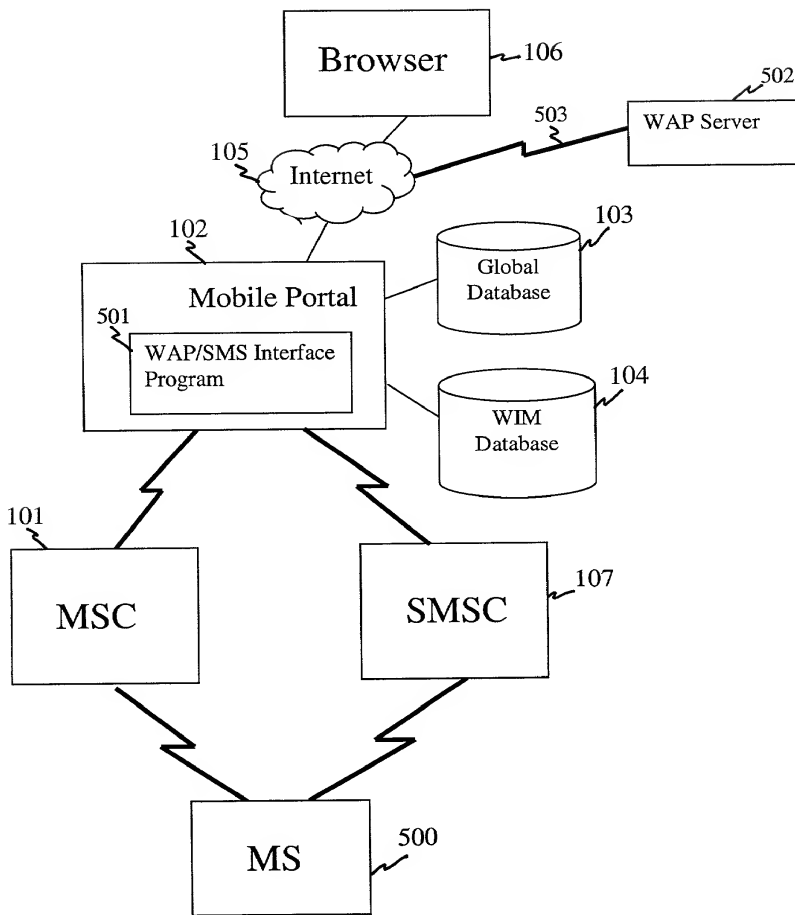 Browser
106
502
WAP Server
503
105
Internet
102
103
Mobile Portal
Global
Database
501
WAP/SMS Interface
Program
104
WIM
Database
101
MSC
SMSC
107
MS
500